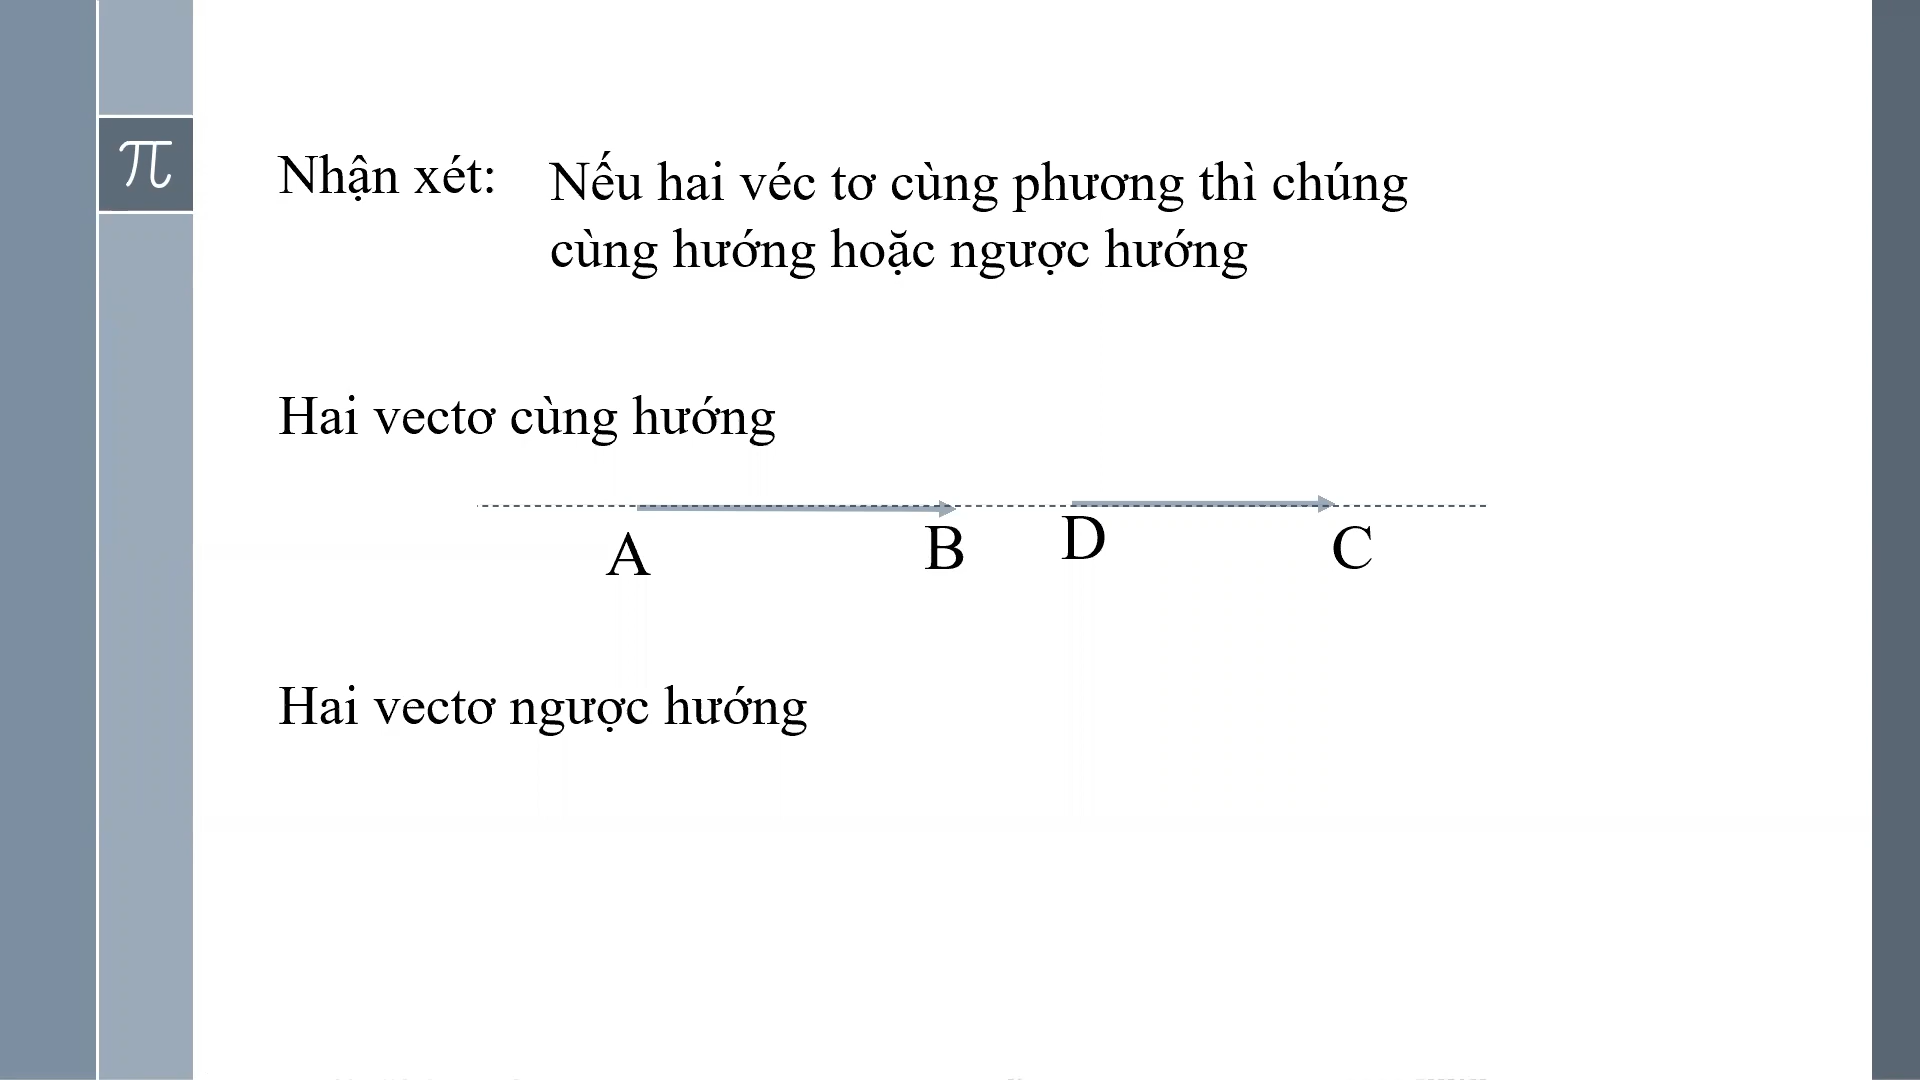 π
Nhận xét: Nếu hai véc tơ cùng phương thì chúng
cùng hướng hoặc ngược hướng
Hai vectơ cùng hướng
A B D C
Hai vectơ ngược hướng